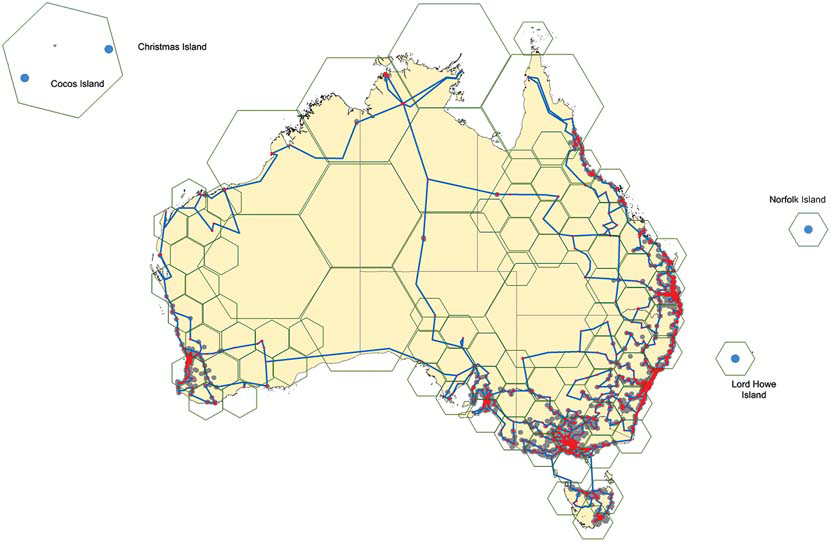 Christmas Island
Cocos Island
Norfolk Island
Lord Howe
Island